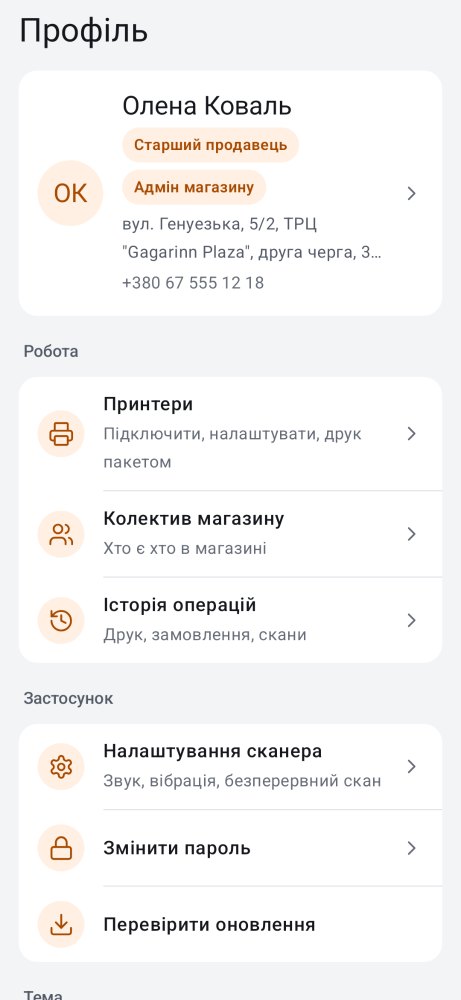 Профіль
Олена Коваль
Старший продавець
ОК
Адмін магазину
вул. Генуезька, 5/2, ТРЦ
"Gagarinn Plaza", друга черга, 3...
+380 67 555 12 18
Робота
Принтери
Підключити, налаштувати, друк
пакетом
Колектив магазину
Хто є хто в магазині
Історія операцій
Друк, замовлення, скани
Застосунок
Налаштування сканера
Звук, вібрація, безперервний скан
Змінити пароль
Перевірити оновлення
Тема